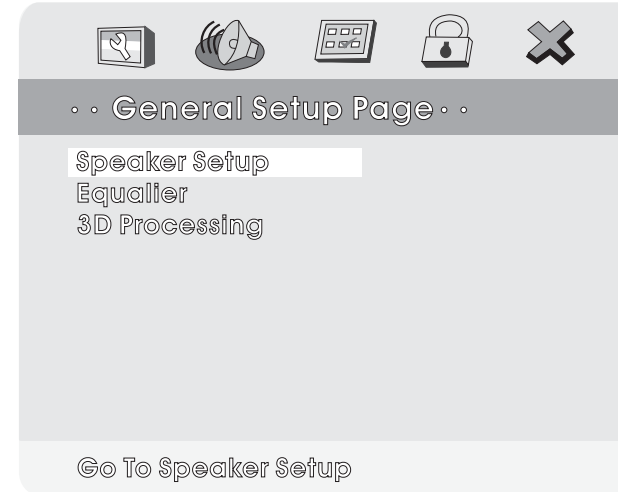 · · General Setup Page · ·
Speaker Setup
Equalier
3D Processing
Go To Speaker Setup